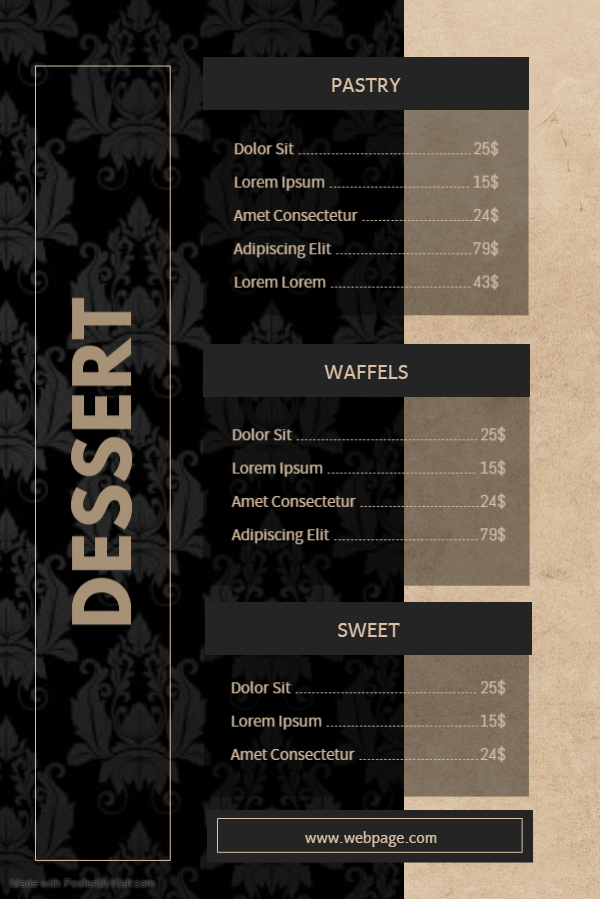 DESSERT
PASTRY
Dolor Sit 25$
Lorem Ipsum 15$
Amet Consectetur 24$
Adipiscing Elit 79$
Lorem Lorem 43$
WAFFELS
Dolor Sit 25$
Lorem Ipsum 15$
Amet Consectetur 24$
Adipiscing Elit 79$
SWEET
Dolor Sit 25$
Lorem Ipsum 15$
Amet Consectetur 24$
www.webpage.com
Made with PosterMyWall.com